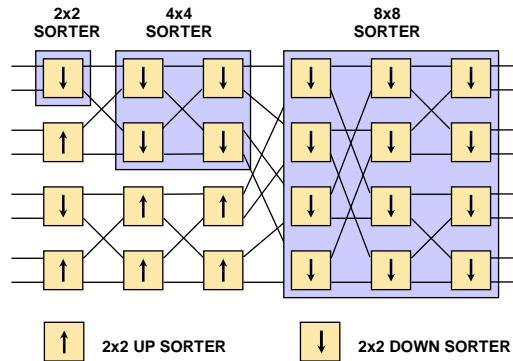 2x2
SORTER
4x4
SORTER
8x8
SORTER
2x2 UP SORTER
2x2 DOWN SORTER